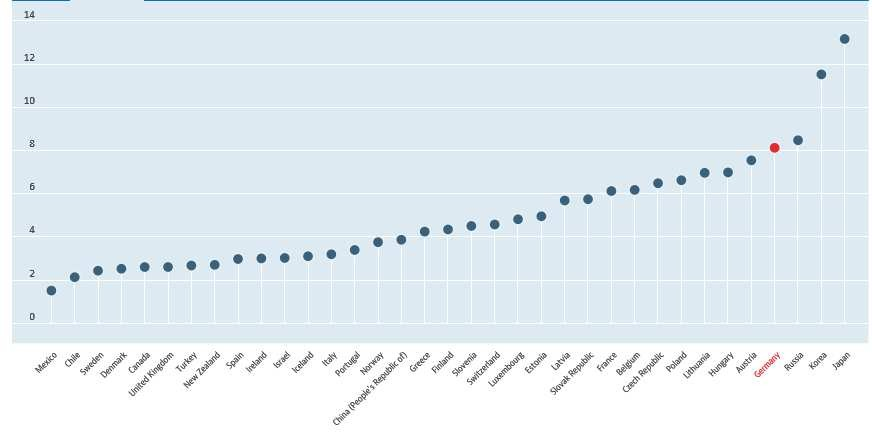 14
12
10
8
6
4
2
0
Mexico
Chile
Sweden
Denmark
Canada
United Kingdom
Turkey
New Zealand
Spain
Ireland
Israel
Iceland
Italy
Portugal
Norway
China (People's Republic of)
Greece
Finland
Slovenia
Switzerland
Luxembourg
Estonia
Latvia
Slovak Republic
France
Belgium
Czech Republic
Poland
Lithuania
Hungary
Austria
Germany
Russia
Korea
Japan